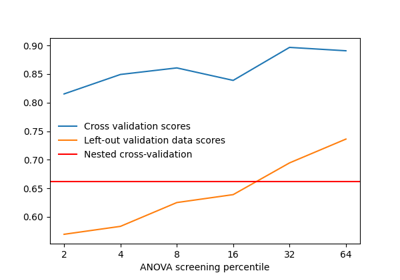 0.90
0.85
0.80
0.75
0.70
0.65
0.60
Cross validation scores
Left-out validation data scores
Nested cross-validation
2 4 8 16 32 64
ANOVA screening percentile